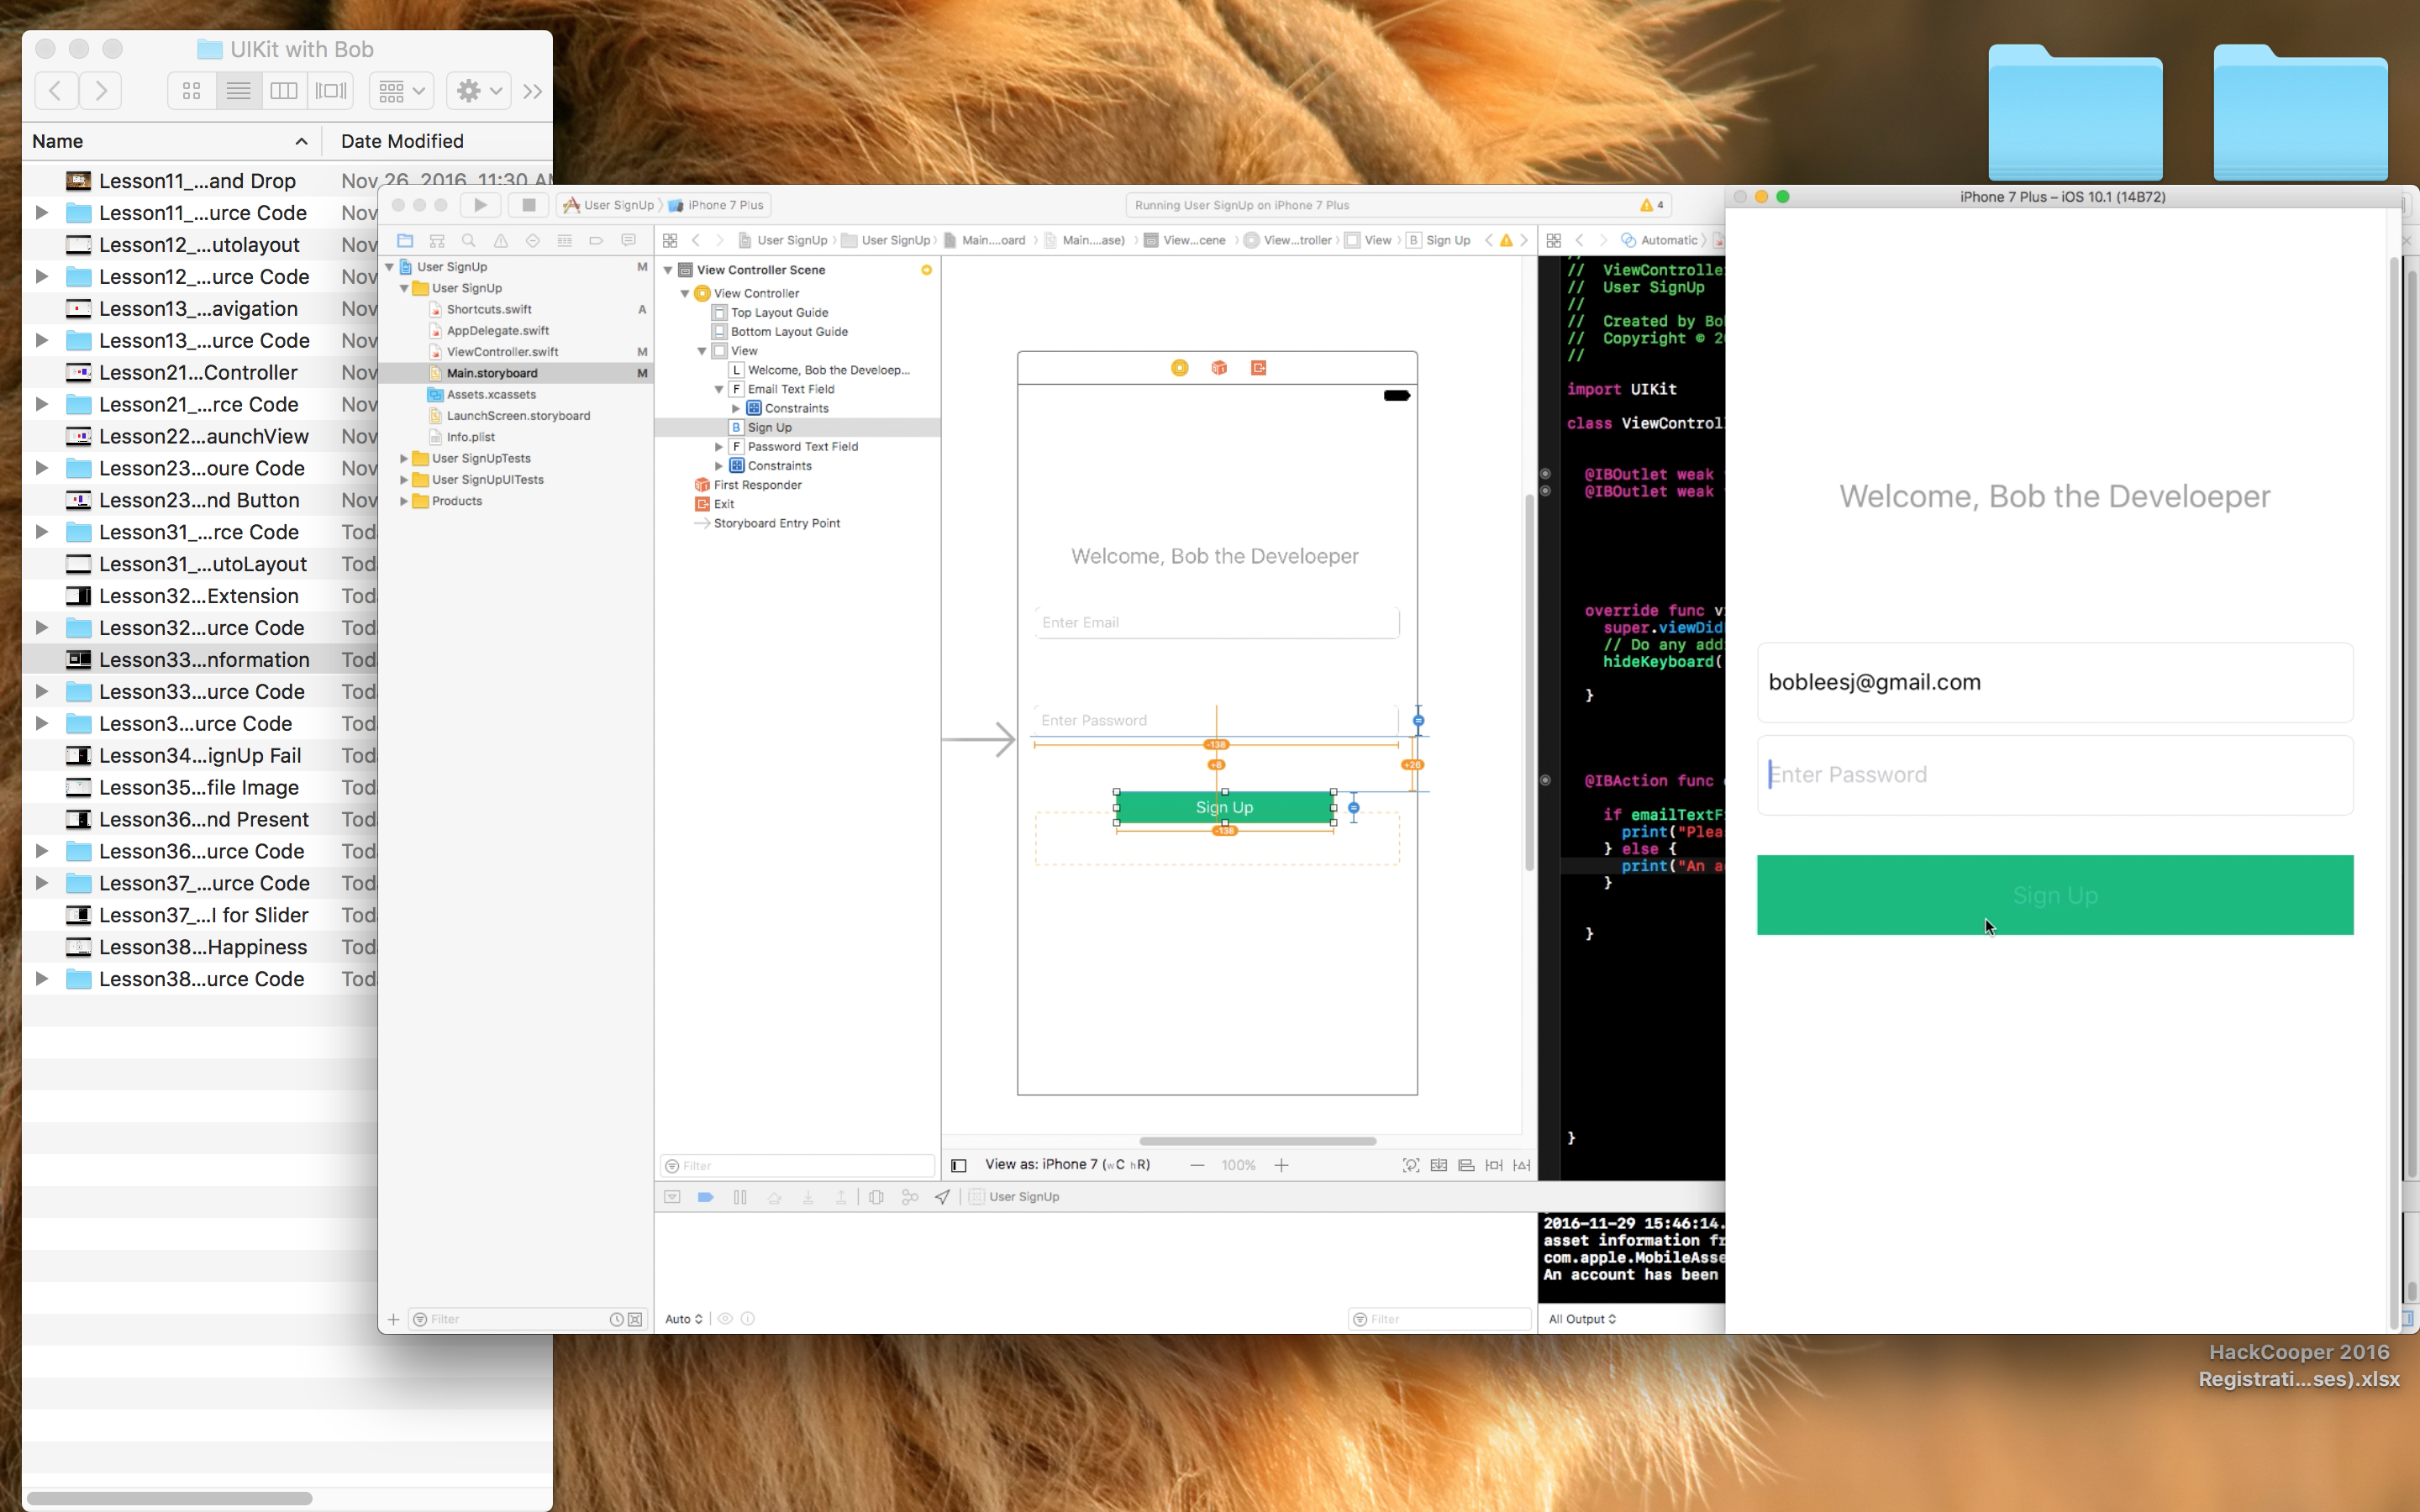 UIKit with Bob
Name
Date Modified
Lesson11_...and Drop
Nov 26, 2016, 11:30 AM
Lesson11_...urce Code
Nov
Lesson12_...utolayout
Nov
Lesson12_...urce Code
Nov
Lesson13_...avigation
Nov
Lesson13_...urce Code
Nov
Lesson21...Controller
Nov
Lesson21_...rce Code
Nov
Lesson22...aunchView
Nov
Lesson23...oure Code
Nov
Lesson23...nd Button
Nov
Lesson31_...rce Code
Tod
Lesson31_...utoLayout
Tod
Lesson32...Extension
Tod
Lesson32...urce Code
Tod
Lesson33...nformation
Tod
Lesson33...urce Code
Tod
Lesson3...urce Code
Tod
Lesson34...ignUp Fail
Tod
Lesson35...file Image
Tod
Lesson36...nd Present
Tod
Lesson36...urce Code
Tod
Lesson37_...urce Code
Tod
Lesson37_...l for Slider
Tod
Lesson38...Happiness
Tod
Lesson38...urce Code
Tod
User SignUp
iPhone 7 Plus
Running User SignUp on iPhone 7 Plus
4
User SignUp
User SignUp
Main....oard
Main....ase)
View...cene
View...troller
View
B
Sign Up
Automatic
User SignUp
M
User SignUp
Shortcuts.swift
A
AppDelegate.swift
ViewController.swift
M
Main.storyboard
M
Assets.xcassets
LaunchScreen.storyboard
Info.plist
User SignUpTests
User SignUpUITests
Products
Filter
View Controller Scene
View Controller
Top Layout Guide
Bottom Layout Guide
View
L Welcome, Bob the Develoep...
F Email Text Field
Constraints
B Sign Up
F Password Text Field
Constraints
First Responder
Exit
Storyboard Entry Point
Filter
Welcome, Bob the Develoeper
Enter Email
Enter Password
-138
+8
+26
Sign Up
-138
View as: iPhone 7 (wC hR)
100%
User SignUp
Auto
Filter
// ViewControlle
// User SignUp
//
// Created by Bo
// Copyright © 2
//
import UIKit
class ViewControl
@IBOutlet weak
@IBOutlet weak
override func v
super.viewDid
// Do any add
hideKeyboard(
}
@IBAction func
if emailTextF
print("Plea
} else {
print("An a
}
}
}
2016-11-29 15:46:14.
asset information fr
com.apple.MobileAsse
An account has been
All Output
iPhone 7 Plus – iOS 10.1 (14B72)
Welcome, Bob the Develoeper
bobleesj@gmail.com
Enter Password
Sign Up
HackCooper 2016
Registrati...ses).xlsx